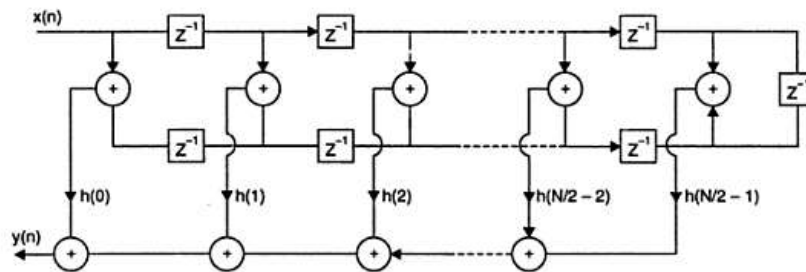 x(n)
z⁻¹ z⁻¹ z⁻¹
+ + + + + z⁻¹
z⁻¹ z⁻¹ z⁻¹
h(0) h(1) h(2) h(N/2 – 2) h(N/2 – 1)
y(n) + + + +